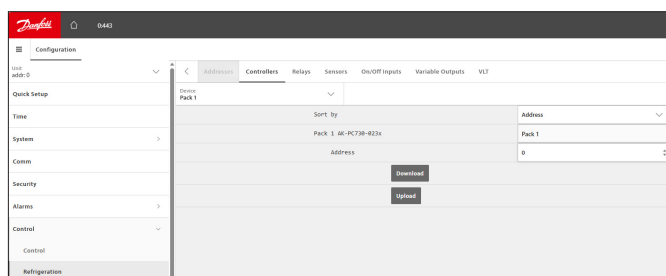 Danfoss
0:443
Configuration
Unit
addr: 0
Addresses Controllers Relays Sensors On/Off Inputs Variable Outputs VLT
Quick Setup
Device
Pack 1
Time
Sort by Address
System
Pack 1 AK-PC730-023x Pack 1
Address 0
Comm
Download
Security
Upload
Alarms
Control
Control
Refrigeration